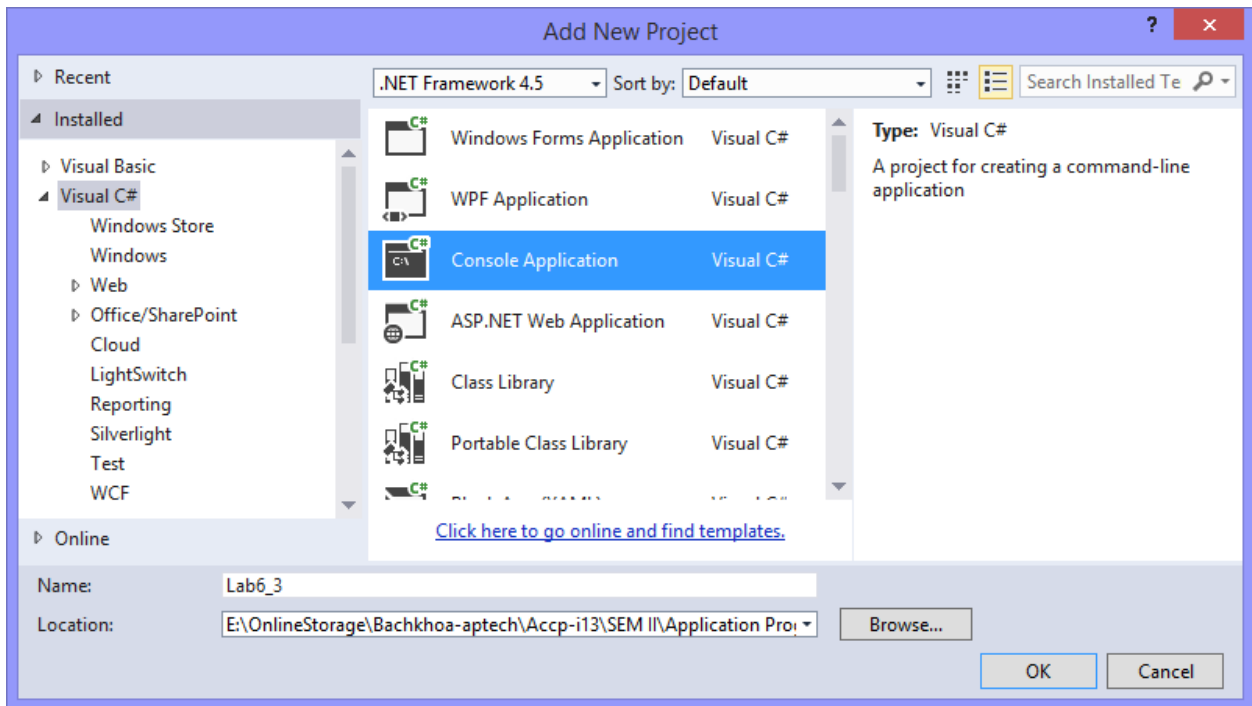 Add New Project
?
Recent
.NET Framework 4.5
Sort by:
Default
Search Installed Te
Installed
Visual Basic
Visual C#
Windows Store
Windows
Web
Office/SharePoint
Cloud
LightSwitch
Reporting
Silverlight
Test
WCF
Online
Windows Forms Application Visual C#
WPF Application Visual C#
Console Application Visual C#
ASP.NET Web Application Visual C#
Class Library Visual C#
Portable Class Library Visual C#
Click here to go online and find templates.
Type: Visual C#
A project for creating a command-line
application
Name: Lab6_3
Location: E:\OnlineStorage\Bachkhoa-aptech\Accp-i13\SEM II\Application Pro
Browse...
OK Cancel